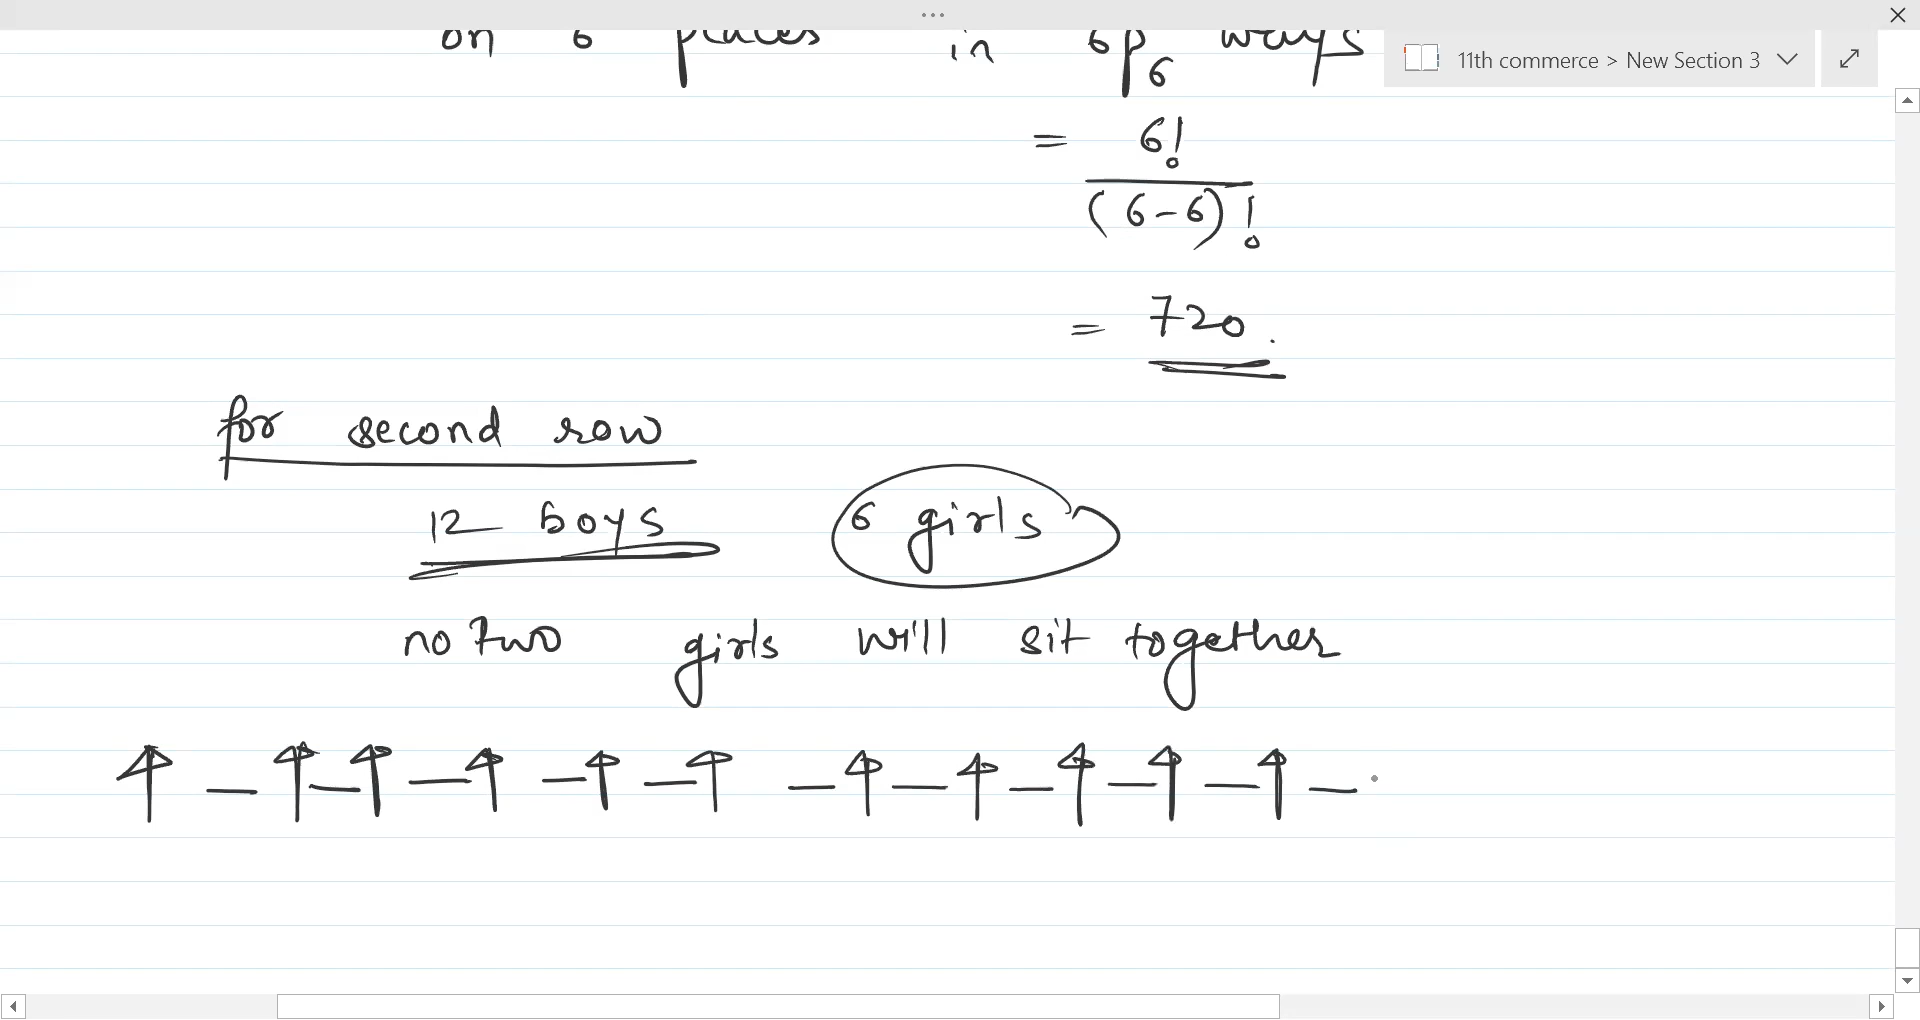 on 6 places in 6p6 ways
11th commerce > New Section 3
= 6!
(6-6)!
= 720.
for second row
12 boys 6 girls
no two girls will sit together